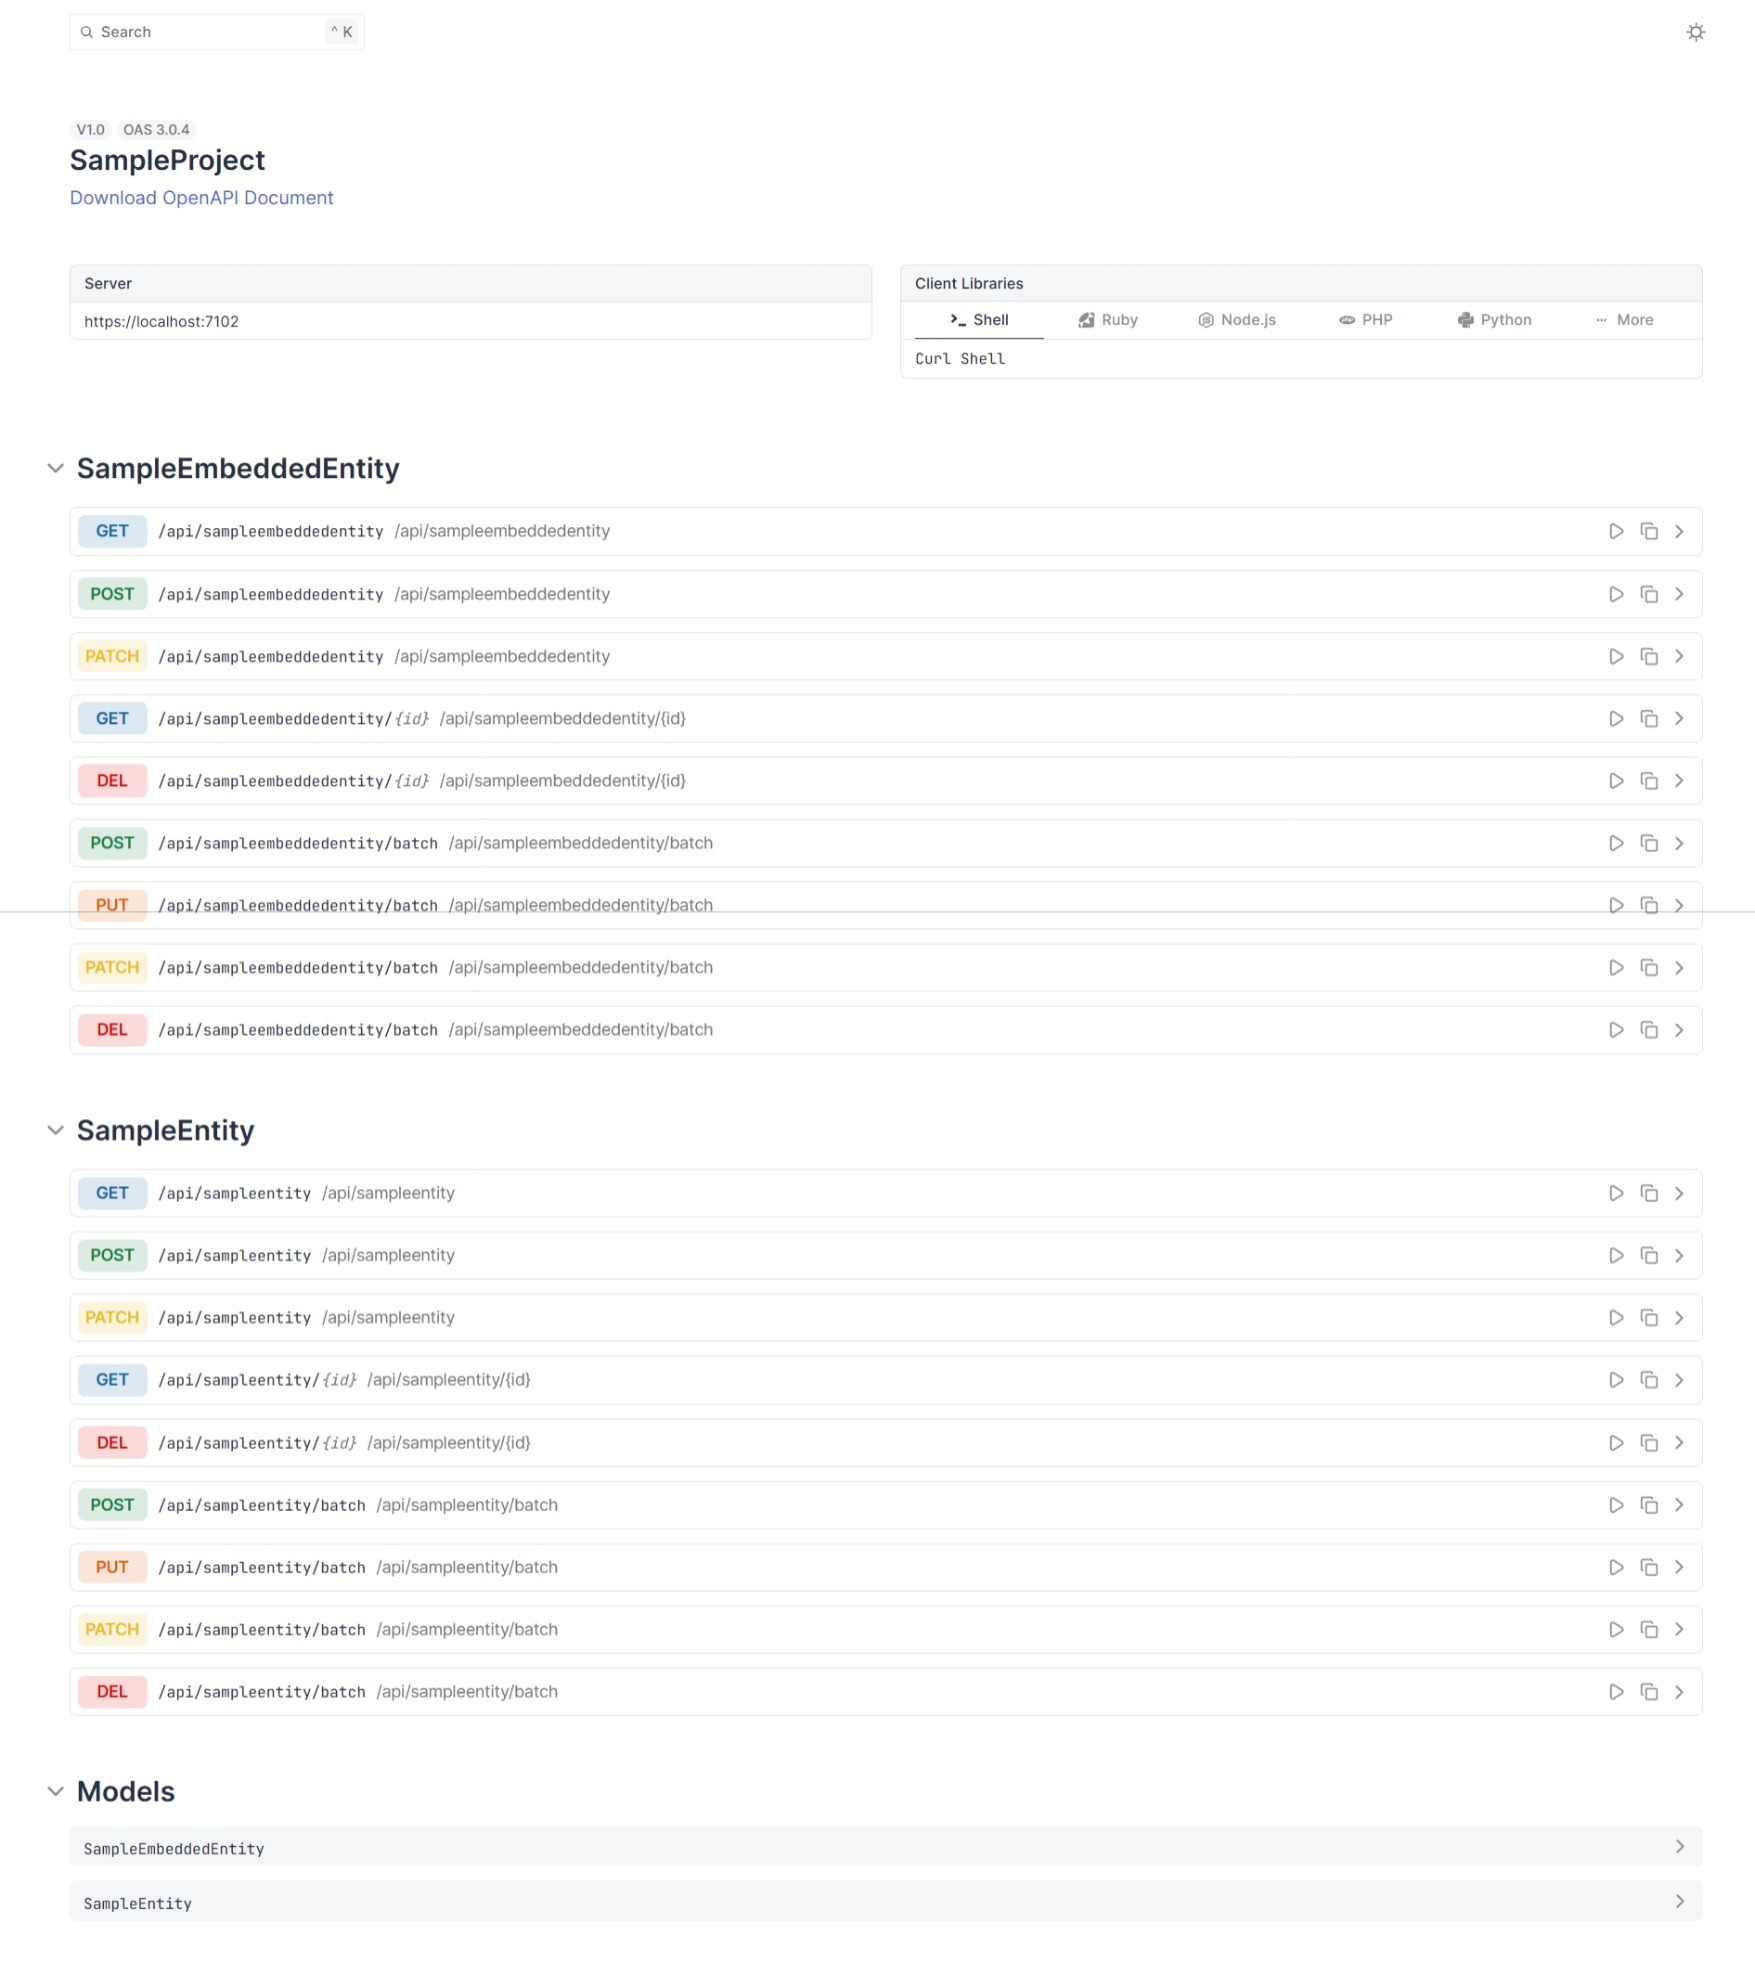 Search ^ K
V1.0 OAS 3.0.4
SampleProject
Download OpenAPI Document
Server
https://localhost:7102
Client Libraries
Shell Ruby Node.js PHP Python More
Curl Shell
SampleEmbeddedEntity
GET /api/sampleembeddedentity /api/sampleembeddedentity
POST /api/sampleembeddedentity /api/sampleembeddedentity
PATCH /api/sampleembeddedentity /api/sampleembeddedentity
GET /api/sampleembeddedentity/{id} /api/sampleembeddedentity/{id}
DEL /api/sampleembeddedentity/{id} /api/sampleembeddedentity/{id}
POST /api/sampleembeddedentity/batch /api/sampleembeddedentity/batch
PUT /api/sampleembeddedentity/batch /api/sampleembeddedentity/batch
PATCH /api/sampleembeddedentity/batch /api/sampleembeddedentity/batch
DEL /api/sampleembeddedentity/batch /api/sampleembeddedentity/batch
SampleEntity
GET /api/sampleentity /api/sampleentity
POST /api/sampleentity /api/sampleentity
PATCH /api/sampleentity /api/sampleentity
GET /api/sampleentity/{id} /api/sampleentity/{id}
DEL /api/sampleentity/{id} /api/sampleentity/{id}
POST /api/sampleentity/batch /api/sampleentity/batch
PUT /api/sampleentity/batch /api/sampleentity/batch
PATCH /api/sampleentity/batch /api/sampleentity/batch
DEL /api/sampleentity/batch /api/sampleentity/batch
Models
SampleEmbeddedEntity
SampleEntity